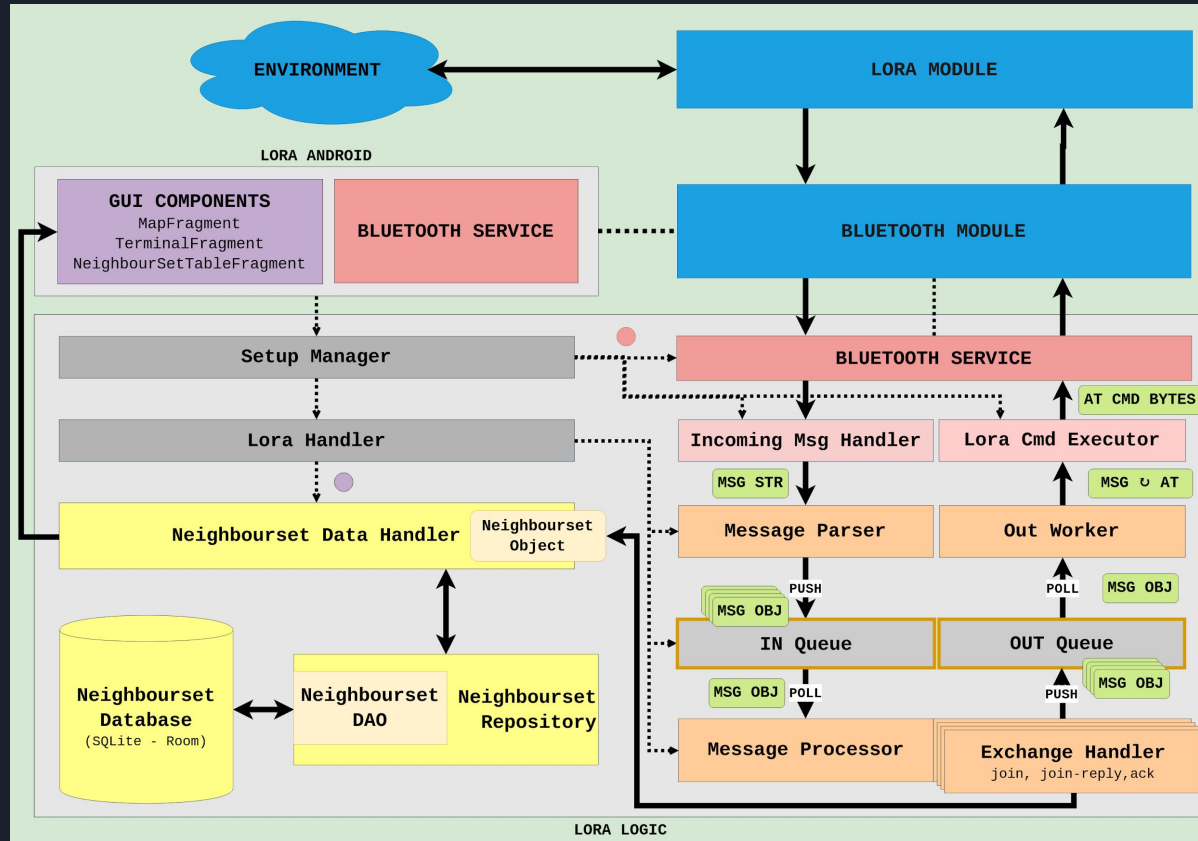 ENVIRONMENT
LORA MODULE
LORA ANDROID
GUI COMPONENTS
MapFragment
TerminalFragment
NeighbourSetTableFragment
BLUETOOTH SERVICE
BLUETOOTH MODULE
Setup Manager
BLUETOOTH SERVICE
AT CMD BYTES
Lora Handler
Incoming Msg Handler
Lora Cmd Executor
MSG STR
MSG ↻ AT
Neighbourset Data Handler
Neighbourset
Object
Message Parser
Out Worker
PUSH
POLL
MSG OBJ
MSG OBJ
IN Queue
OUT Queue
Neighbourset
Database
(SQLite - Room)
Neighbourset
DAO
Neighbourset
Repository
MSG OBJ
POLL
PUSH
MSG OBJ
Message Processor
Exchange Handler
join, join-reply,ack
LORA LOGIC